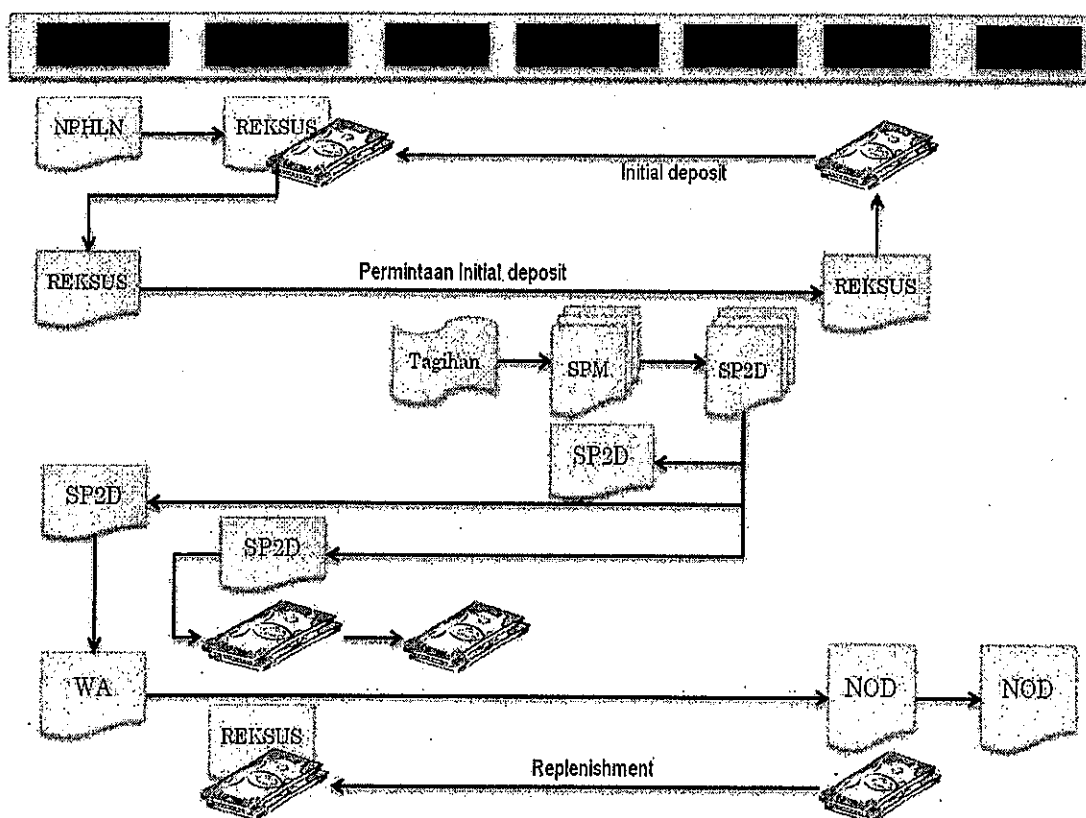 NPHLN
REKSUS
Initial deposit
REKSUS
Permintaan Initial deposit
REKSUS
Tagihan
SPM
SP2D
SP2D
SP2D
SP2D
WA
NOD
NOD
REKSUS
Replenishment